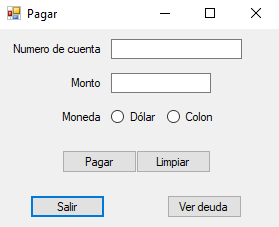 Pagar
Numero de cuenta
Monto
Moneda Dólar Colon
Pagar Limpiar
Salir Ver deuda